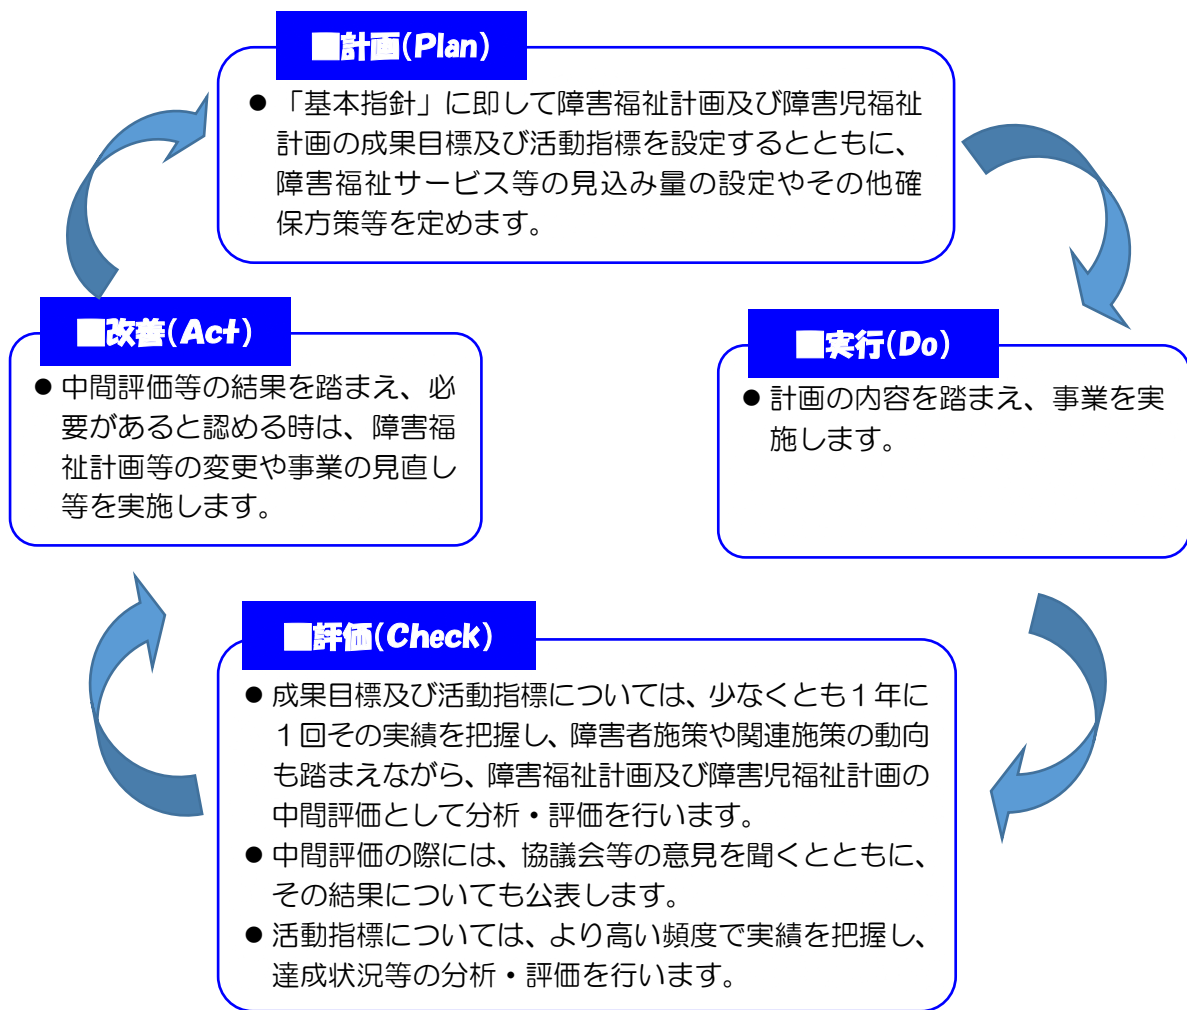 ■計画(Plan)
● 「基本指針」に即して障害福祉計画及び障害児福祉
計画の成果目標及び活動指標を設定するとともに、
障害福祉サービス等の見込み量の設定やその他確
保方策等を定めます。
■改善(Act)
● 中間評価等の結果を踏まえ、必
要があると認める時は、障害福
祉計画等の変更や事業の見直し
等を実施します。
■実行(Do)
● 計画の内容を踏まえ、事業を実
施します。
■評価(Check)
● 成果目標及び活動指標については、少なくとも1年に
1回その実績を把握し、障害者施策や関連施策の動向
も踏まえながら、障害福祉計画及び障害児福祉計画の
中間評価として分析・評価を行います。
● 中間評価の際には、協議会等の意見を聞くとともに、
その結果についても公表します。
● 活動指標については、より高い頻度で実績を把握し、
達成状況等の分析・評価を行います。